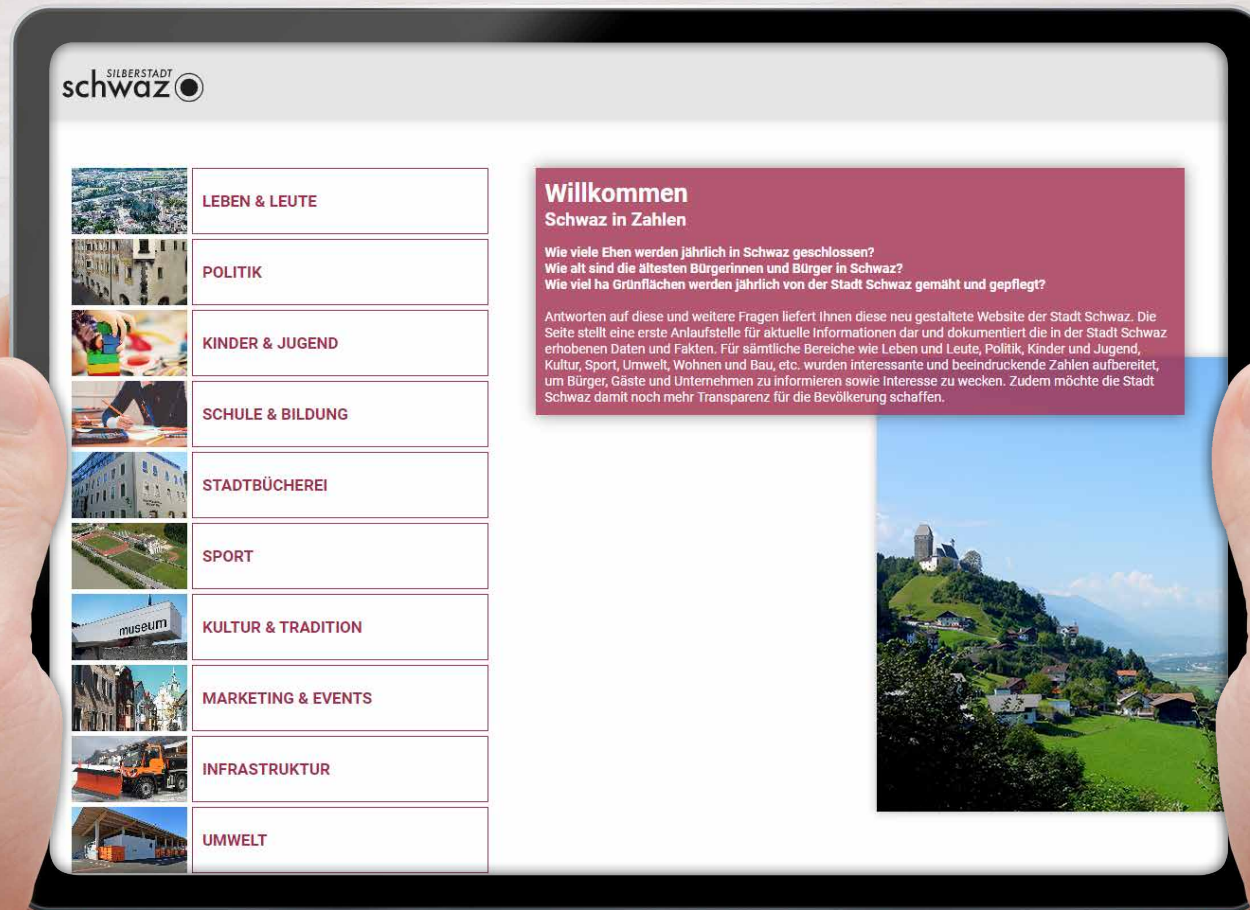 SILBERSTADT
schwaz
LEBEN & LEUTE
POLITIK
KINDER & JUGEND
SCHULE & BILDUNG
STADTBÜCHEREI
SPORT
museum
KULTUR & TRADITION
MARKETING & EVENTS
INFRASTRUKTUR
UMWELT
Willkommen
Schwaz in Zahlen
Wie viele Ehen werden jährlich in Schwaz geschlossen?
Wie alt sind die ältesten Bürgerinnen und Bürger in Schwaz?
Wie viel ha Grünflächen werden jährlich von der Stadt Schwaz gemäht und gepflegt?
Antworten auf diese und weitere Fragen liefert Ihnen diese neu gestaltete Website der Stadt Schwaz. Die
Seite stellt eine erste Anlaufstelle für aktuelle Informationen dar und dokumentiert die in der Stadt Schwaz
erhobenen Daten und Fakten. Für sämtliche Bereiche wie Leben und Leute, Politik, Kinder und Jugend,
Kultur, Sport, Umwelt, Wohnen und Bau, etc. wurden interessante und beeindruckende Zahlen aufbereitet,
um Bürger, Gäste und Unternehmen zu informieren sowie Interesse zu wecken. Zudem möchte die Stadt
Schwaz damit noch mehr Transparenz für die Bevölkerung schaffen.